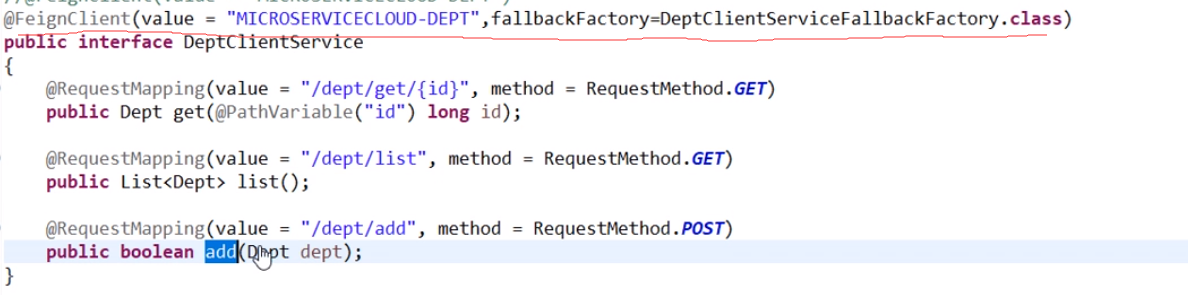 @FeignClient(value = "MICROSERVICECLOUD-DEPT",fallbackFactory=DeptClientServiceFallbackFactory.class)
public interface DeptClientService
{
@RequestMapping(value = "/dept/get/{id}", method = RequestMethod.GET)
public Dept get(@PathVariable("id") long id);
@RequestMapping(value = "/dept/list", method = RequestMethod.GET)
public List<Dept> list();
@RequestMapping(value = "/dept/add", method = RequestMethod.POST)
public boolean add(Dept dept);
}